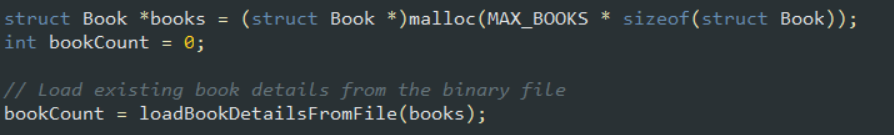 struct Book *books = (struct Book *)malloc(MAX_BOOKS * sizeof(struct Book));
int bookCount = 0;
// Load existing book details from the binary file
bookCount = loadBookDetailsFromFile(books);